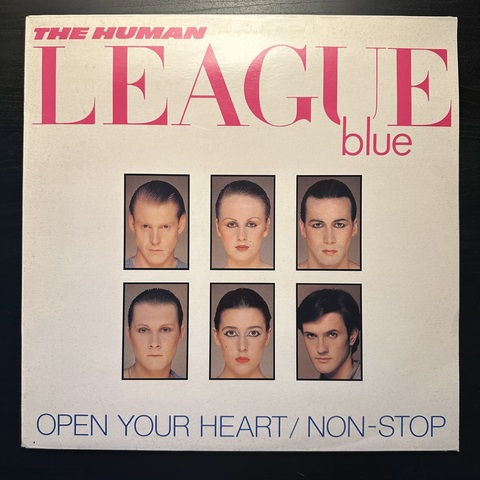 THE HUMAN
LEAGUE
blue
OPEN YOUR HEART/ NON-STOP